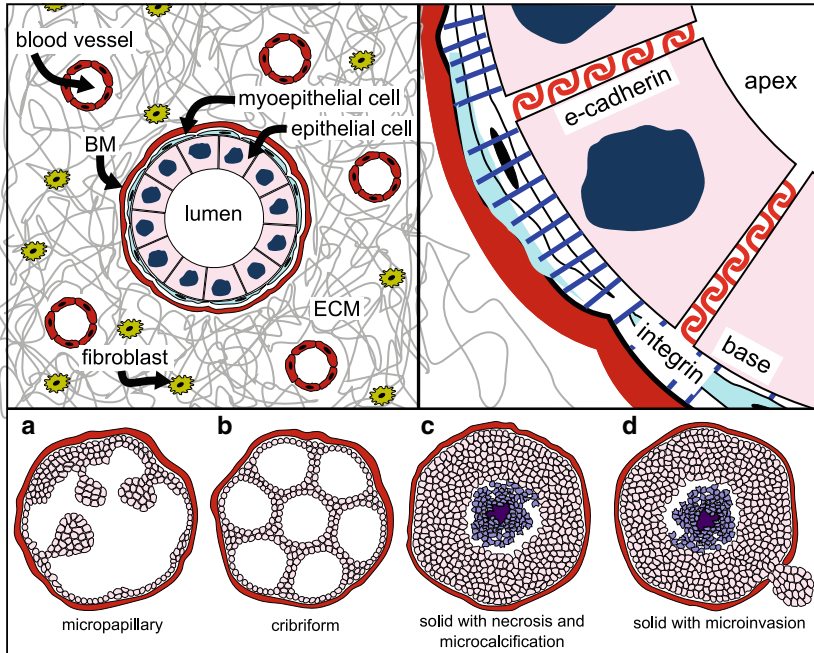 blood vessel
myoepithelial cell
epithelial cell
BM
lumen
ECM
fibroblast
e-cadherin
apex
integrin
base
a
micropapillary
b
cribriform
c
solid with necrosis and
microcalcification
d
solid with microinvasion